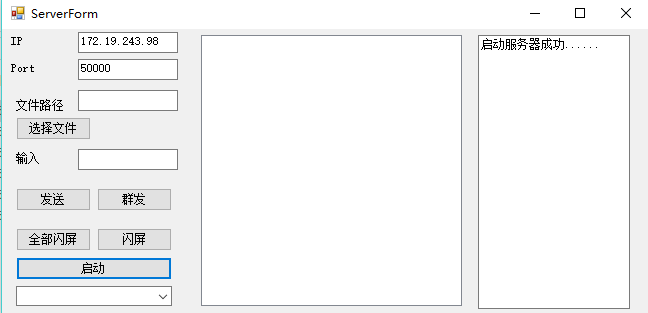 ServerForm
IP
172.19.243.98
Port
50000
文件路径
选择文件
输入
发送
群发
全部闪屏
闪屏
启动
启动服务器成功......